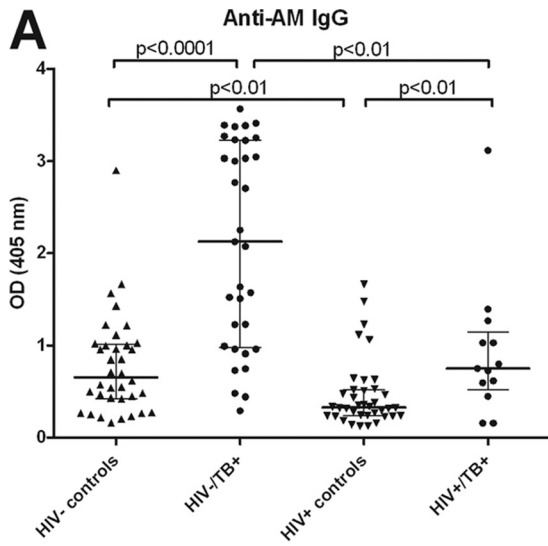 A
Anti-AM IgG
p<0.0001
p<0.01
p<0.01
p<0.01
OD (405 nm)
4
3
2
1
0
HIV- controls
HIV-/TB+
HIV+ controls
HIV+/TB+